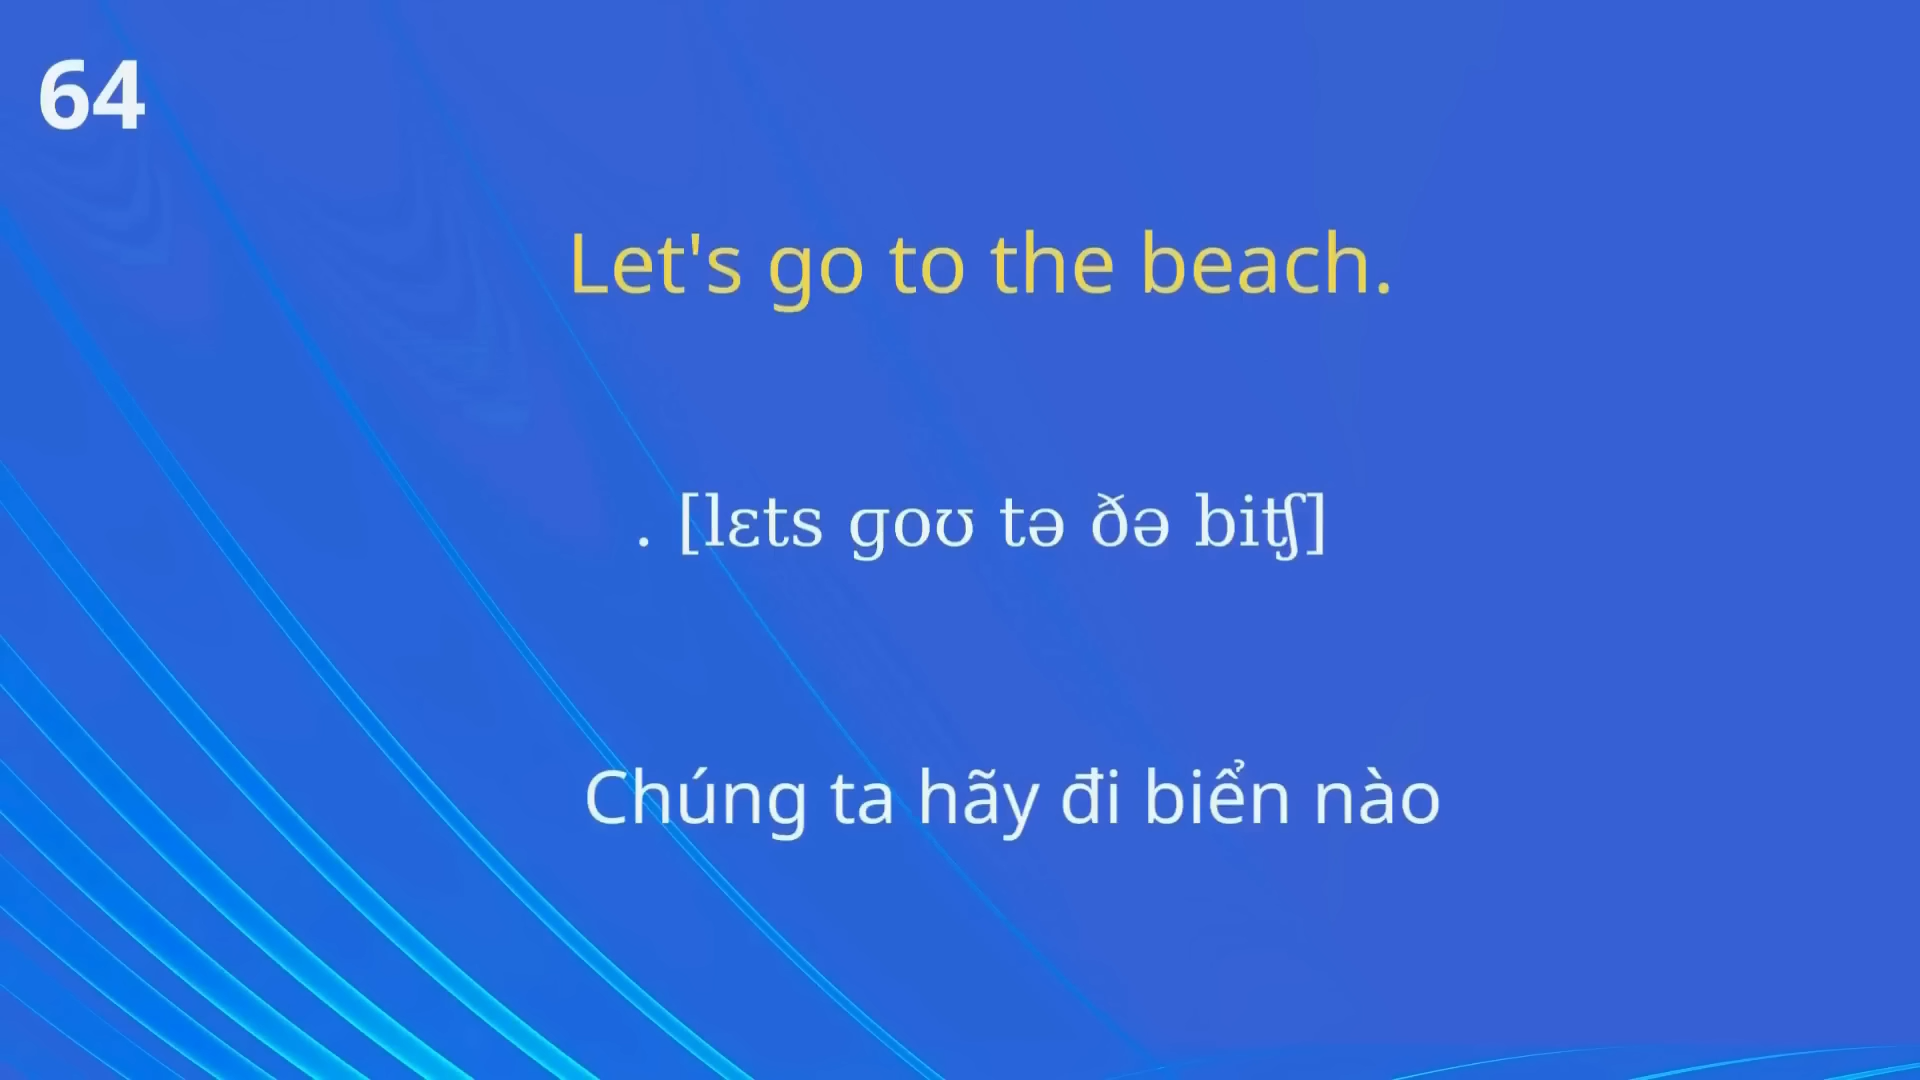 64
Let's go to the beach.
. [lɛts ɡoʊ tə ðə biʧ]
Chúng ta hãy đi biển nào